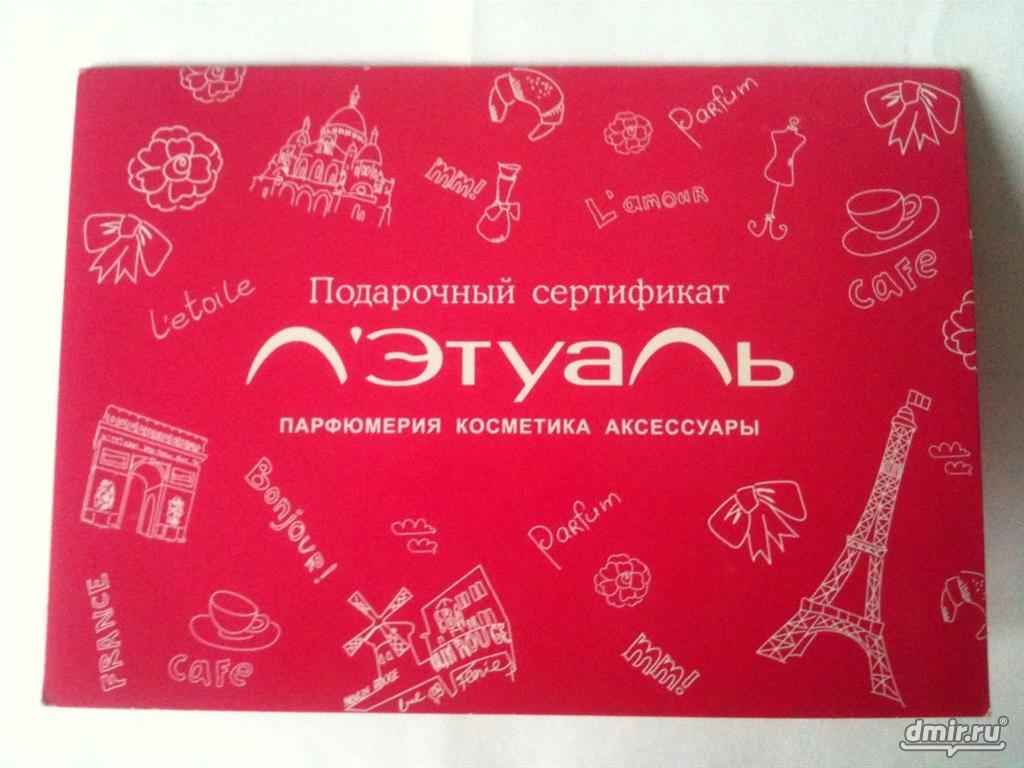 Parfum
mm!
L'amour
cafe
L'etoile
Подарочный сертификат
Л'Этуаль
ПАРФЮМЕРИЯ КОСМЕТИКА АКСЕССУАРЫ
Bonjour!
Parfum
FRANCE
cafe
mm!
dmir.ru®